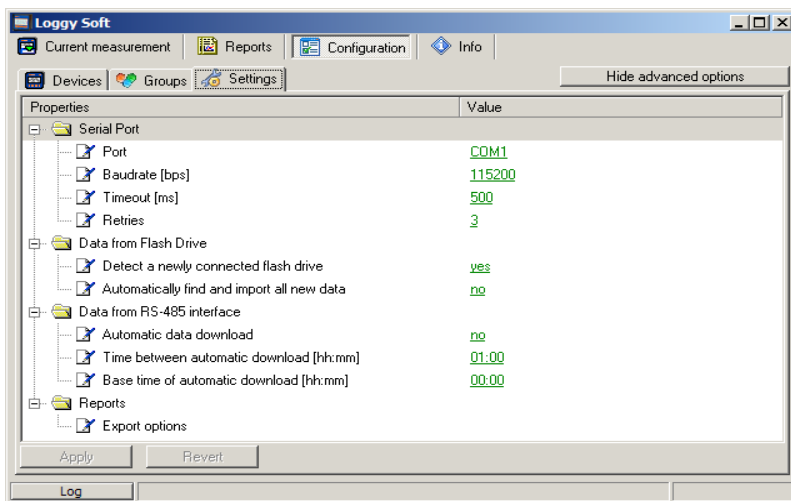 Loggy Soft
Current measurement Reports Configuration Info
Devices Groups Settings Hide advanced options
Properties Value
Serial Port
Port COM1
Baudrate [bps] 115200
Timeout [ms] 500
Retries 3
Data from Flash Drive
Detect a newly connected flash drive yes
Automatically find and import all new data no
Data from RS-485 interface
Automatic data download no
Time between automatic download [hh:mm] 01:00
Base time of automatic download [hh:mm] 00:00
Reports
Export options
Apply Revert
Log